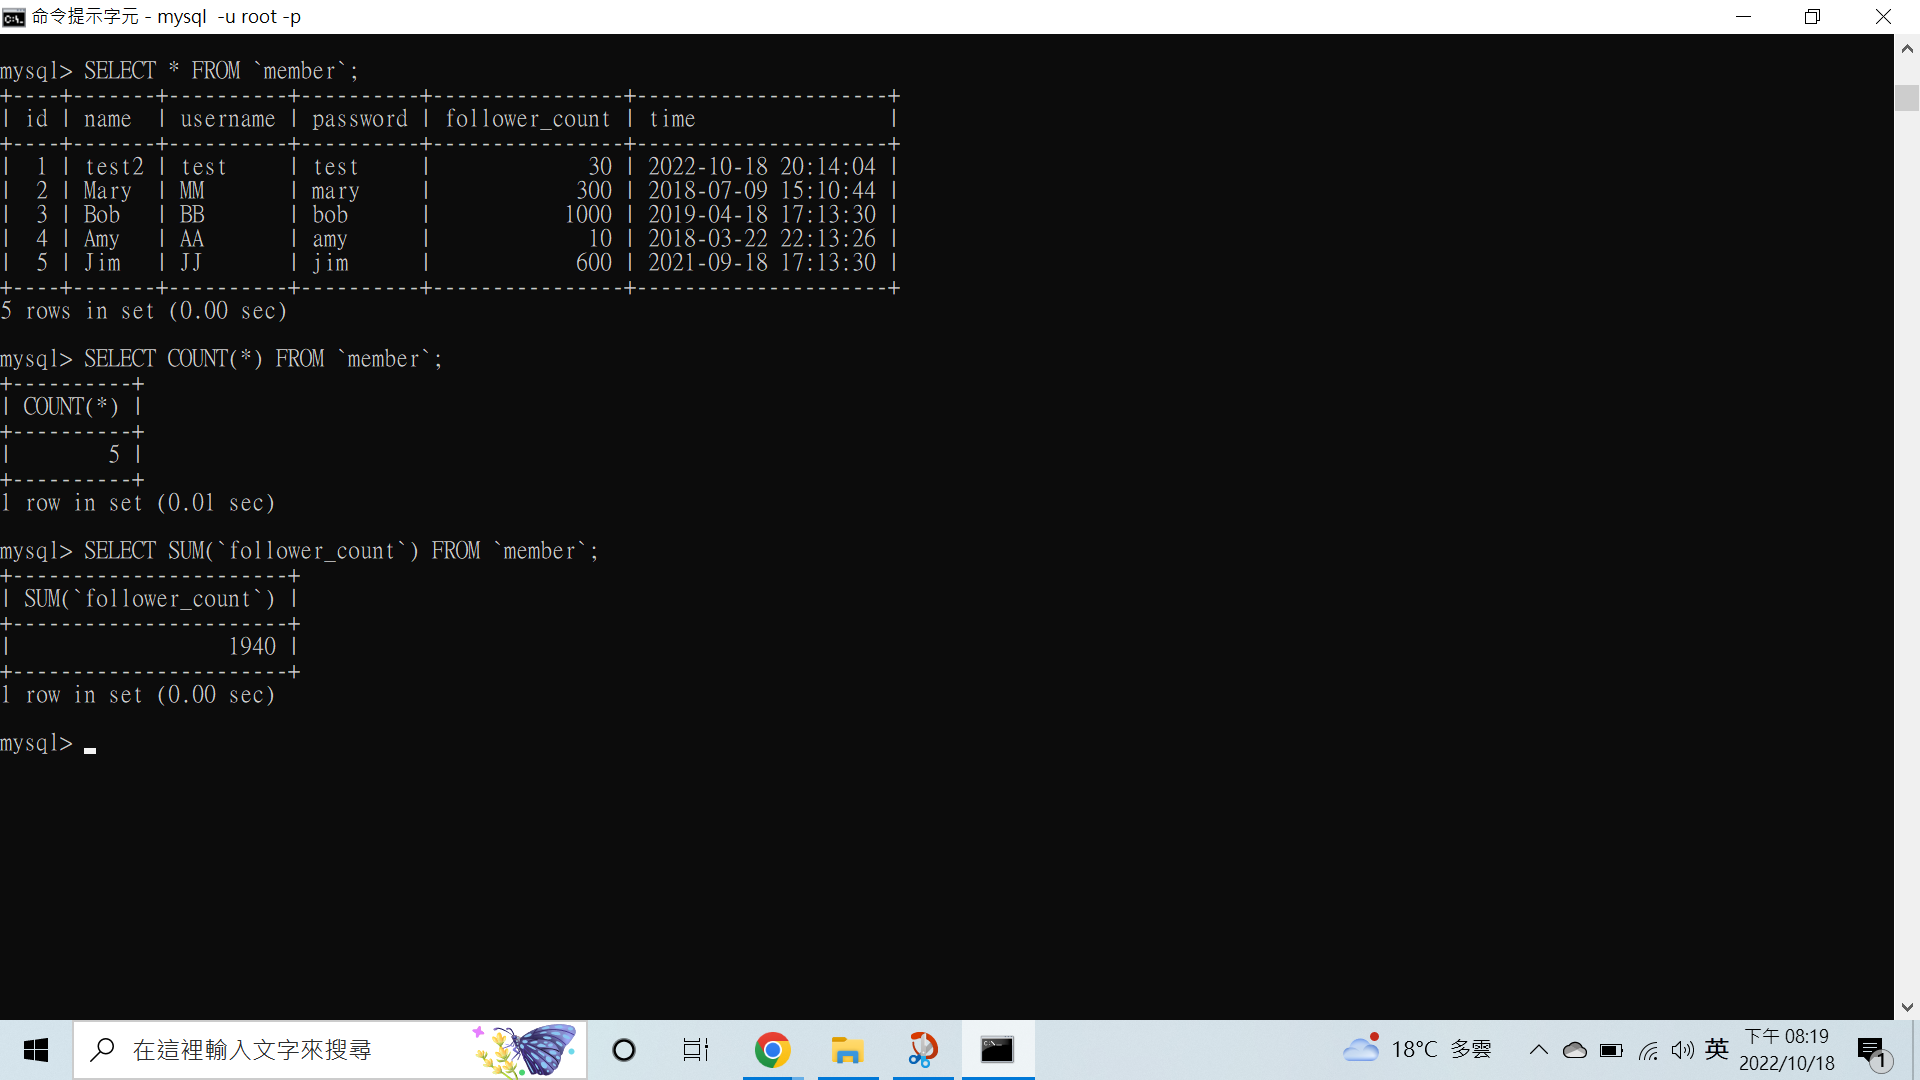 命令提示字元 - mysql  -u root -p
mysql> SELECT * FROM `member`;
+----+-------+----------+----------+----------------+---------------------+
| id | name  | username | password | follower_count | time                |
+----+-------+----------+----------+----------------+---------------------+
|  1 | test2 | test     | test     |             30 | 2022-10-18 20:14:04 |
|  2 | Mary  | MM       | mary     |            300 | 2018-07-09 15:10:44 |
|  3 | Bob   | BB       | bob      |           1000 | 2019-04-18 17:13:30 |
|  4 | Amy   | AA       | amy      |             10 | 2018-03-22 22:13:26 |
|  5 | Jim   | JJ       | jim      |            600 | 2021-09-18 17:13:30 |
+----+-------+----------+----------+----------------+---------------------+
5 rows in set (0.00 sec)
mysql> SELECT COUNT(*) FROM `member`;
+----------+
| COUNT(*) |
+----------+
|        5 |
+----------+
1 row in set (0.01 sec)
mysql> SELECT SUM(`follower_count`) FROM `member`;
+-----------------------+
| SUM(`follower_count`) |
+-----------------------+
|                  1940 |
+-----------------------+
1 row in set (0.00 sec)
mysql>
在這裡輸入文字來搜尋
18°C 多雲
英
下午 08:19
2022/10/18
1